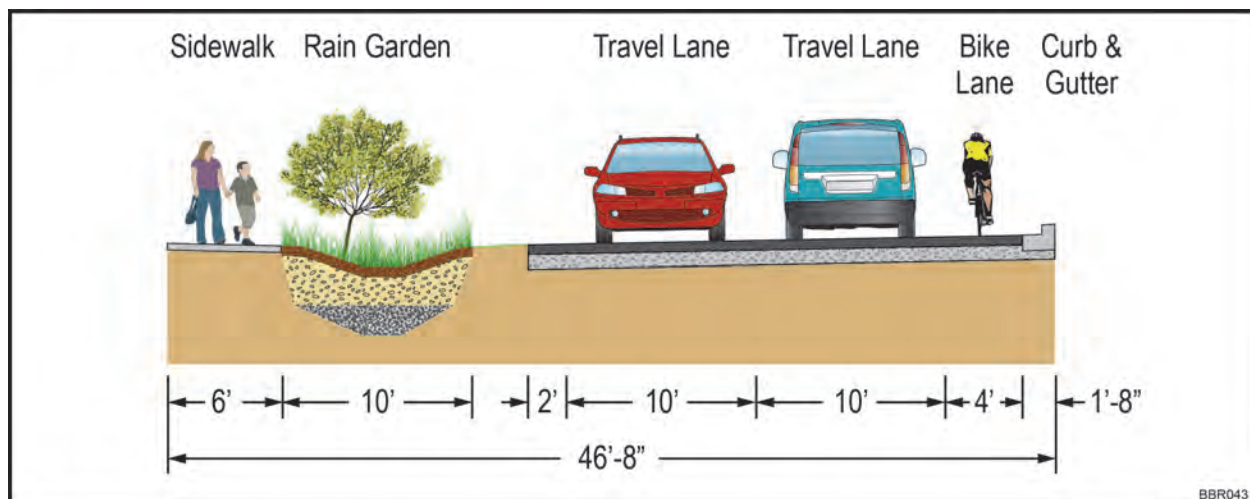 Sidewalk Rain Garden Travel Lane Travel Lane Bike Lane Curb & Gutter
6’ 10’ 2’ 10’ 10’ 4’ 1’-8”
46’-8”
BBR043